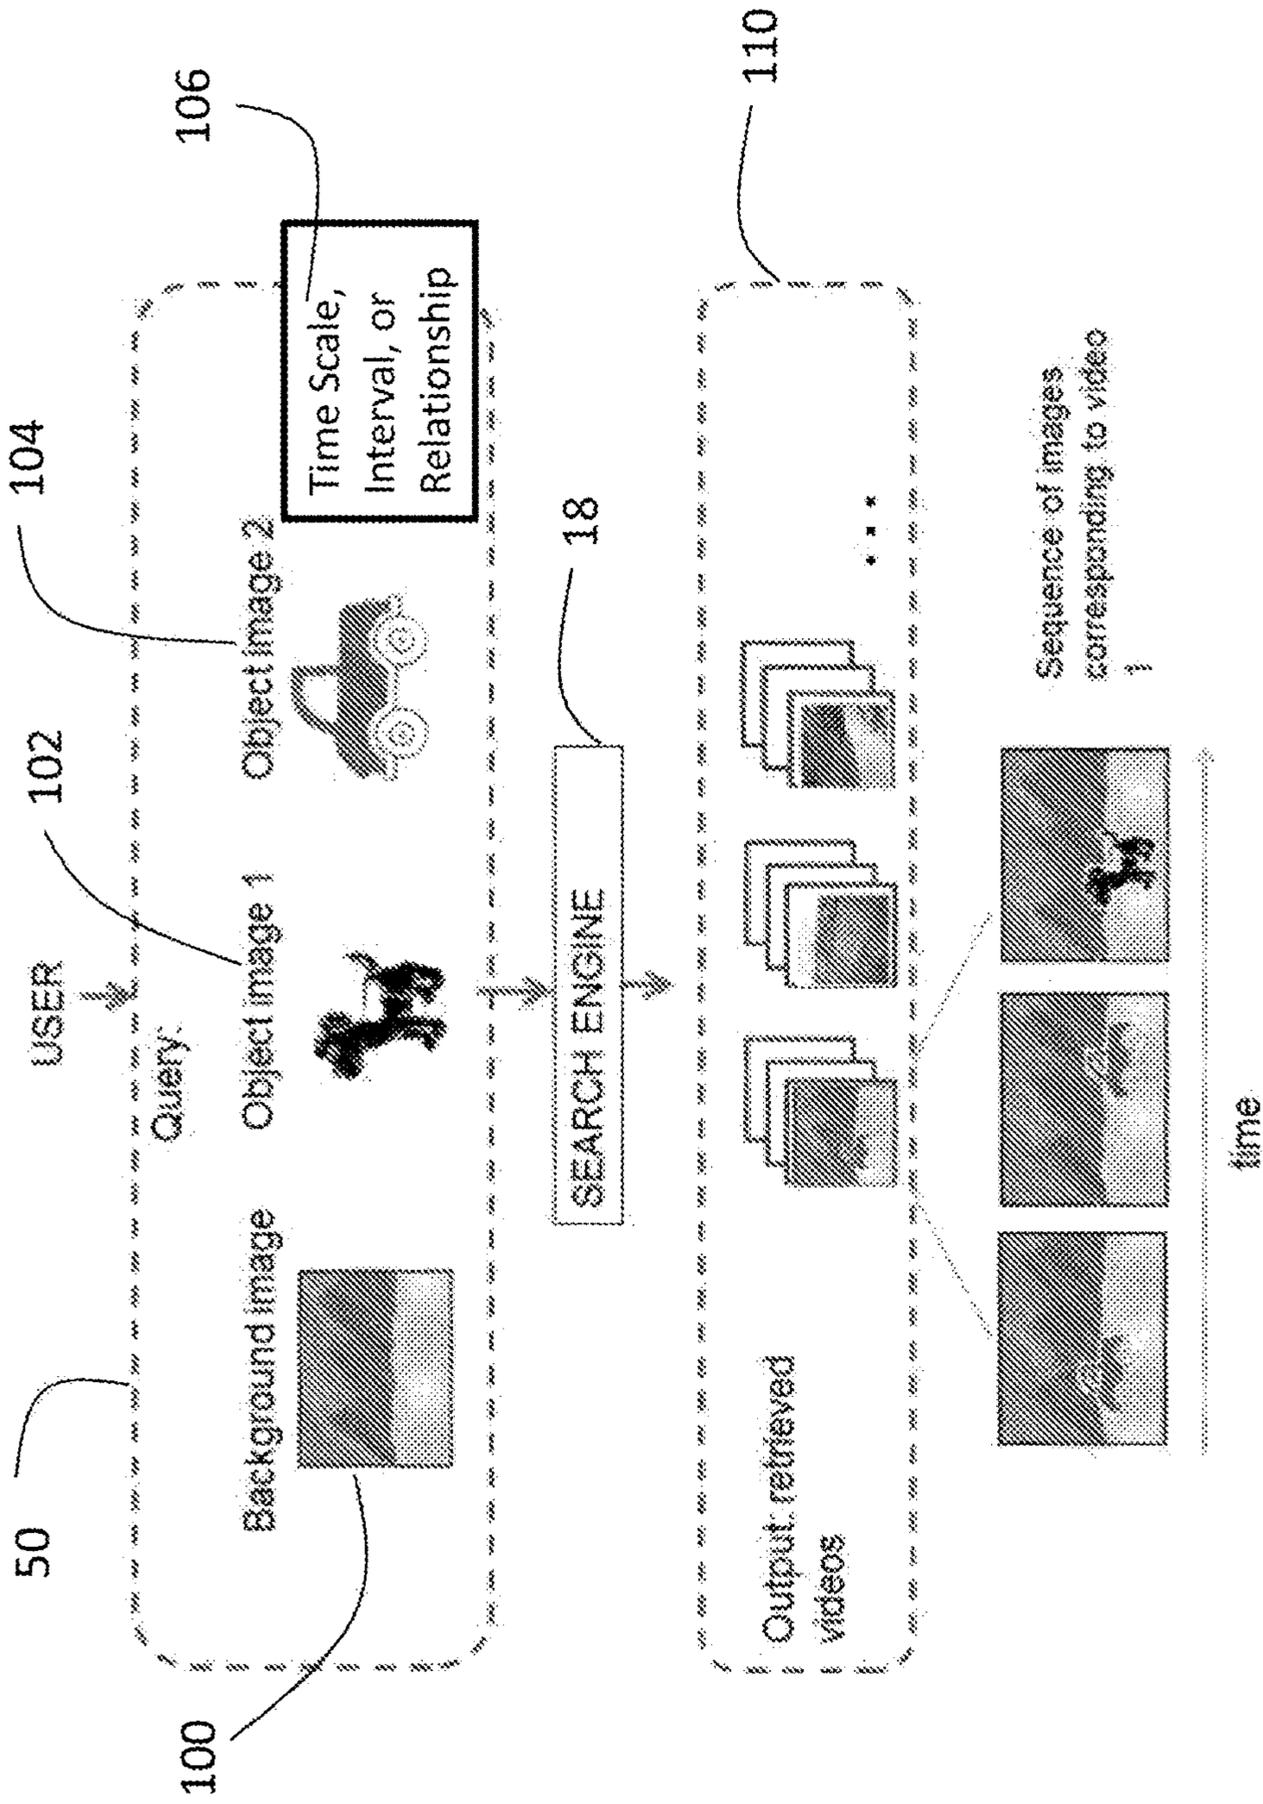 50
100
102
104
106
USER
Query:
Background image
Object image 1
Object image 2
Time Scale,
Interval, or
Relationship
SEARCH ENGINE
18
110
Output: retrieved
videos
...
Sequence of images
corresponding to video
1
time